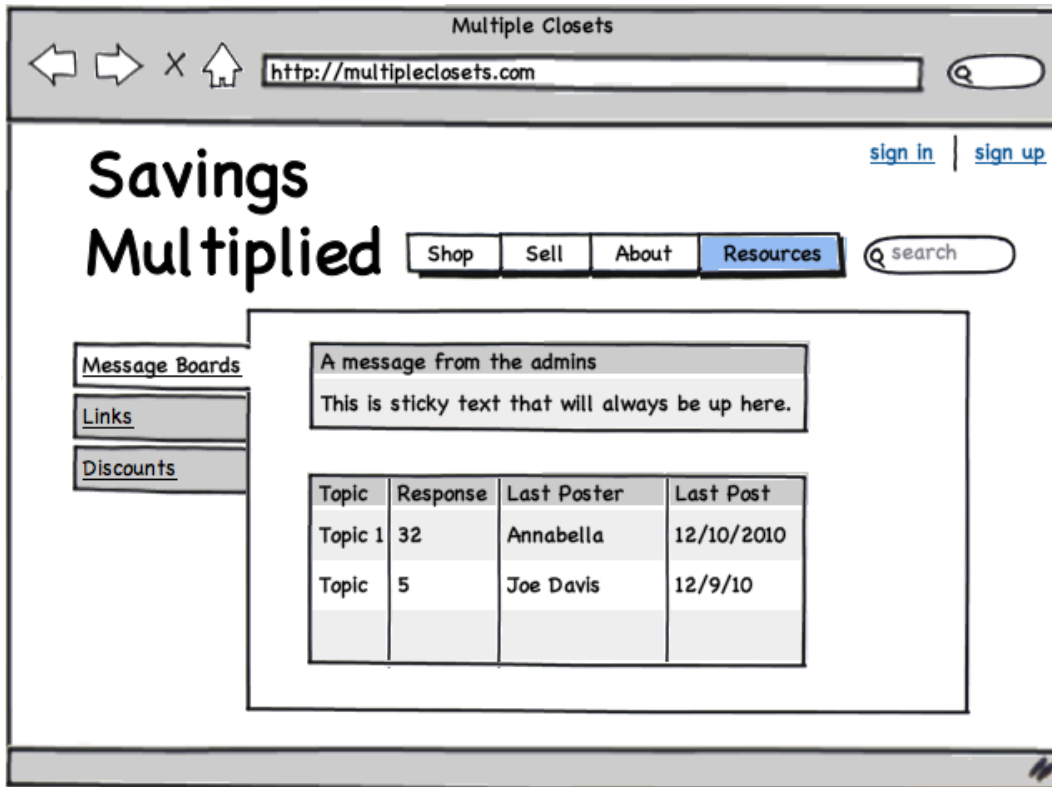 Multiple Closets
http://multipleclosets.com
sign in sign up
Savings
Multiplied
Shop Sell About Resources search
Message Boards
Links
Discounts
A message from the admins
This is sticky text that will always be up here.
Topic Response Last Poster Last Post
Topic 1 32 Annabella 12/10/2010
Topic 5 Joe Davis 12/9/10